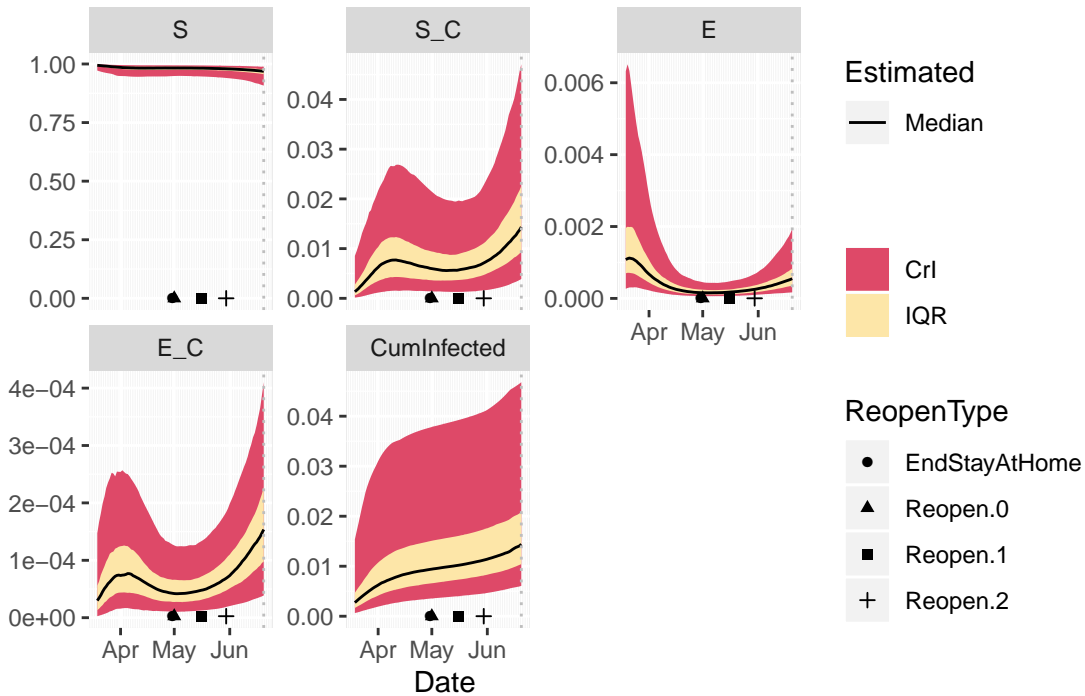 S
S_C
E
1.00
0.75
0.50
0.25
0.00
0.04
0.03
0.02
0.01
0.00
0.006
0.004
0.002
0.000
Apr May Jun
E_C
CumInfected
4e−04
3e−04
2e−04
1e−04
0e+00
0.04
0.03
0.02
0.01
0.00
Apr May Jun
Apr May Jun
Date
Estimated
Median
CrI
IQR
ReopenType
EndStayAtHome
Reopen.0
Reopen.1
Reopen.2